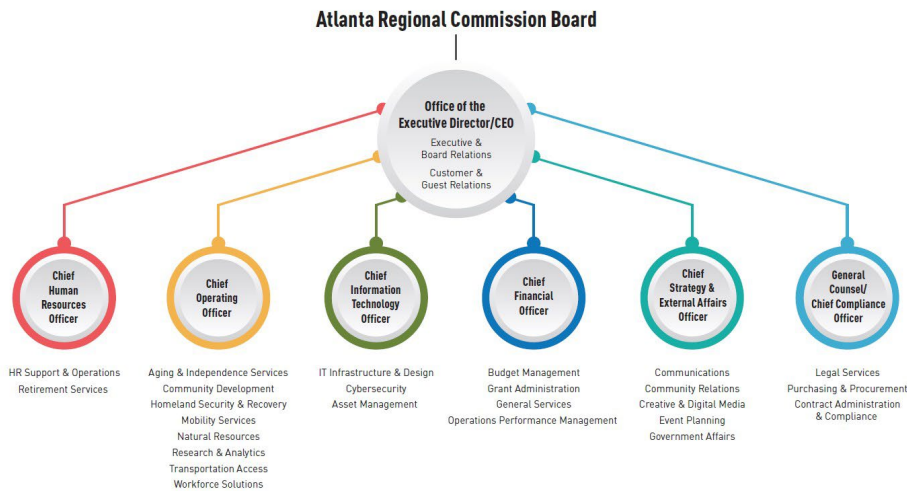 Atlanta Regional Commission Board
Office of the
Executive Director/CEO
Executive &
Board Relations
Customer &
Guest Relations
Chief
Human
Resources
Officer
HR Support & Operations
Retirement Services
Chief
Operating
Officer
Aging & Independence Services
Community Development
Homeland Security & Recovery
Mobility Services
Natural Resources
Research & Analytics
Transportation Access
Workforce Solutions
Chief
Information
Technology
Officer
IT Infrastructure & Design
Cybersecurity
Asset Management
Chief
Financial
Officer
Budget Management
Grant Administration
General Services
Operations Performance Management
Chief
Strategy &
External Affairs
Officer
Communications
Community Relations
Creative & Digital Media
Event Planning
Government Affairs
General
Counsel/
Chief Compliance
Officer
Legal Services
Purchasing & Procurement
Contract Administration
& Compliance